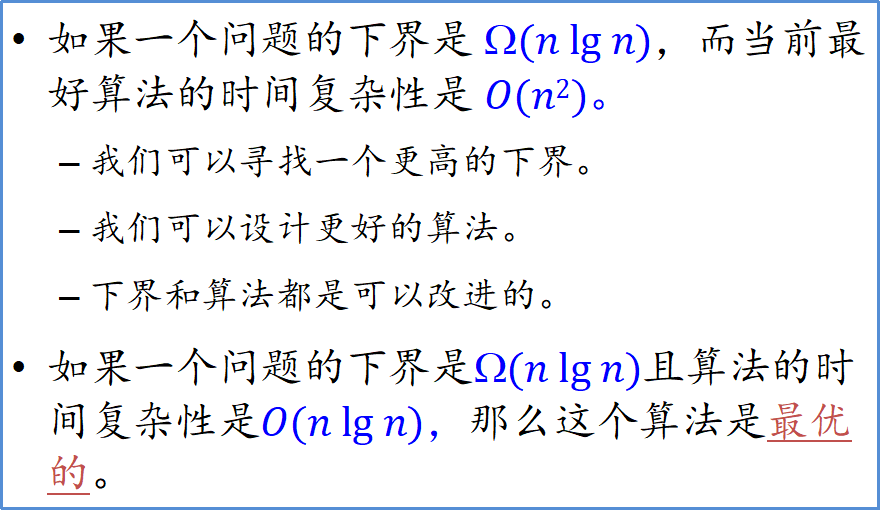 • 如果一个问题的下界是 Ω(n lg n)，而当前最
好算法的时间复杂性是 O(n²)。
– 我们可以寻找一个更高的下界。
– 我们可以设计更好的算法。
– 下界和算法都是可以改进的。
• 如果一个问题的下界是Ω(n lg n)且算法的时
间复杂性是O(n lg n)，那么这个算法是最优
的。